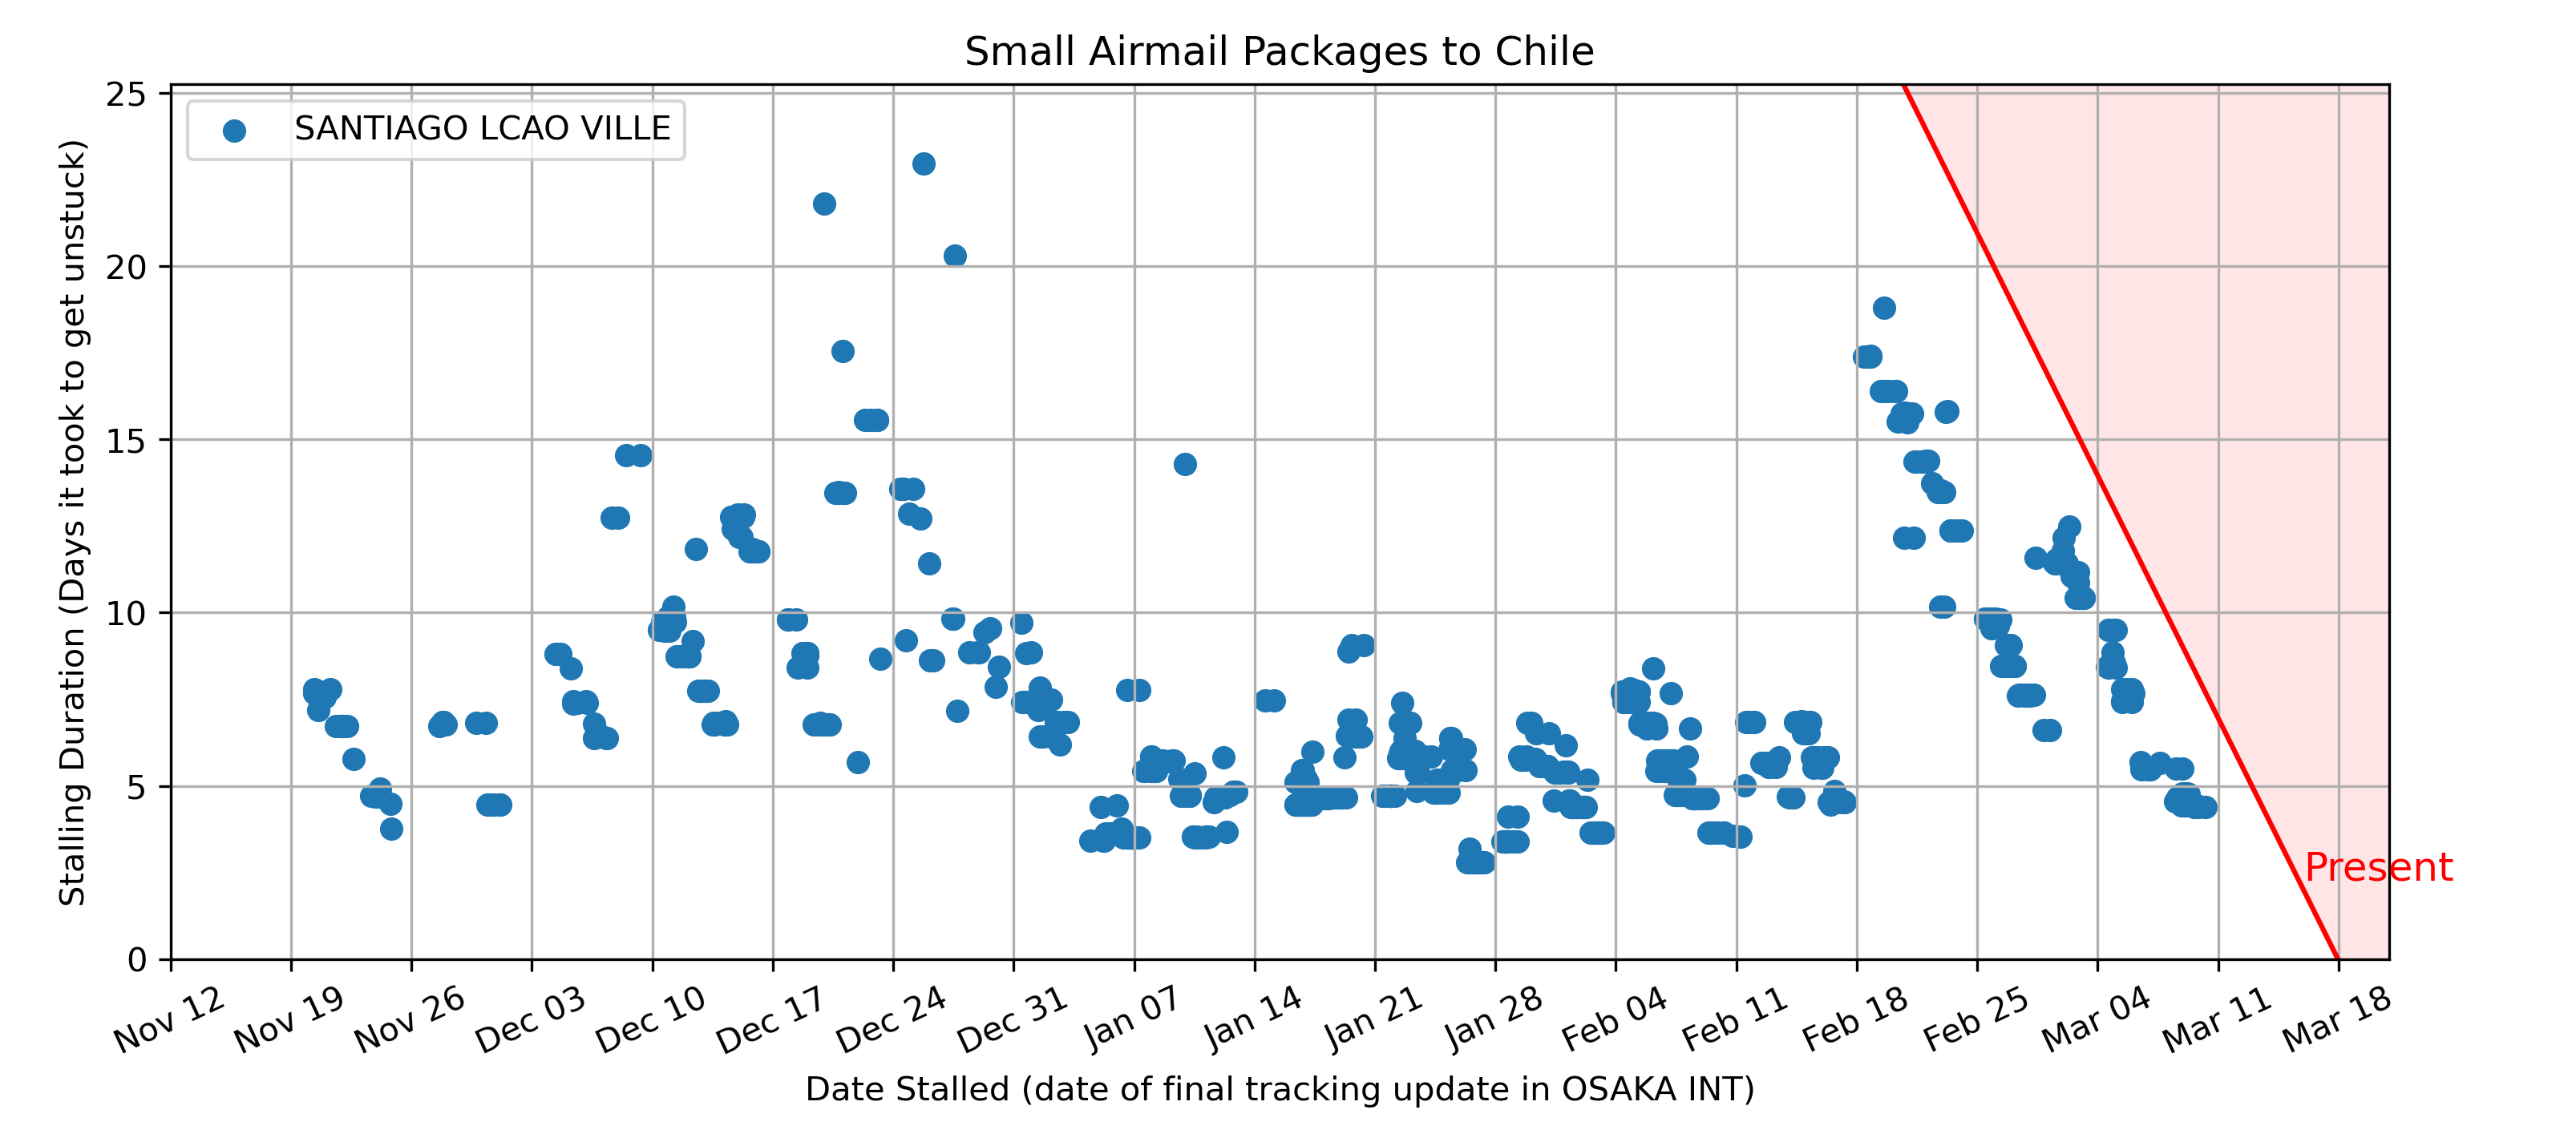 Small Airmail Packages to Chile
SANTIAGO LCAO VILLE
Stalling Duration (Days it took to get unstuck)
25
20
15
10
5
0
Present
Nov 12
Nov 19
Nov 26
Dec 03
Dec 10
Dec 17
Dec 24
Dec 31
Jan 07
Jan 14
Jan 21
Jan 28
Feb 04
Feb 11
Feb 18
Feb 25
Mar 04
Mar 11
Mar 18
Date Stalled (date of final tracking update in OSAKA INT)